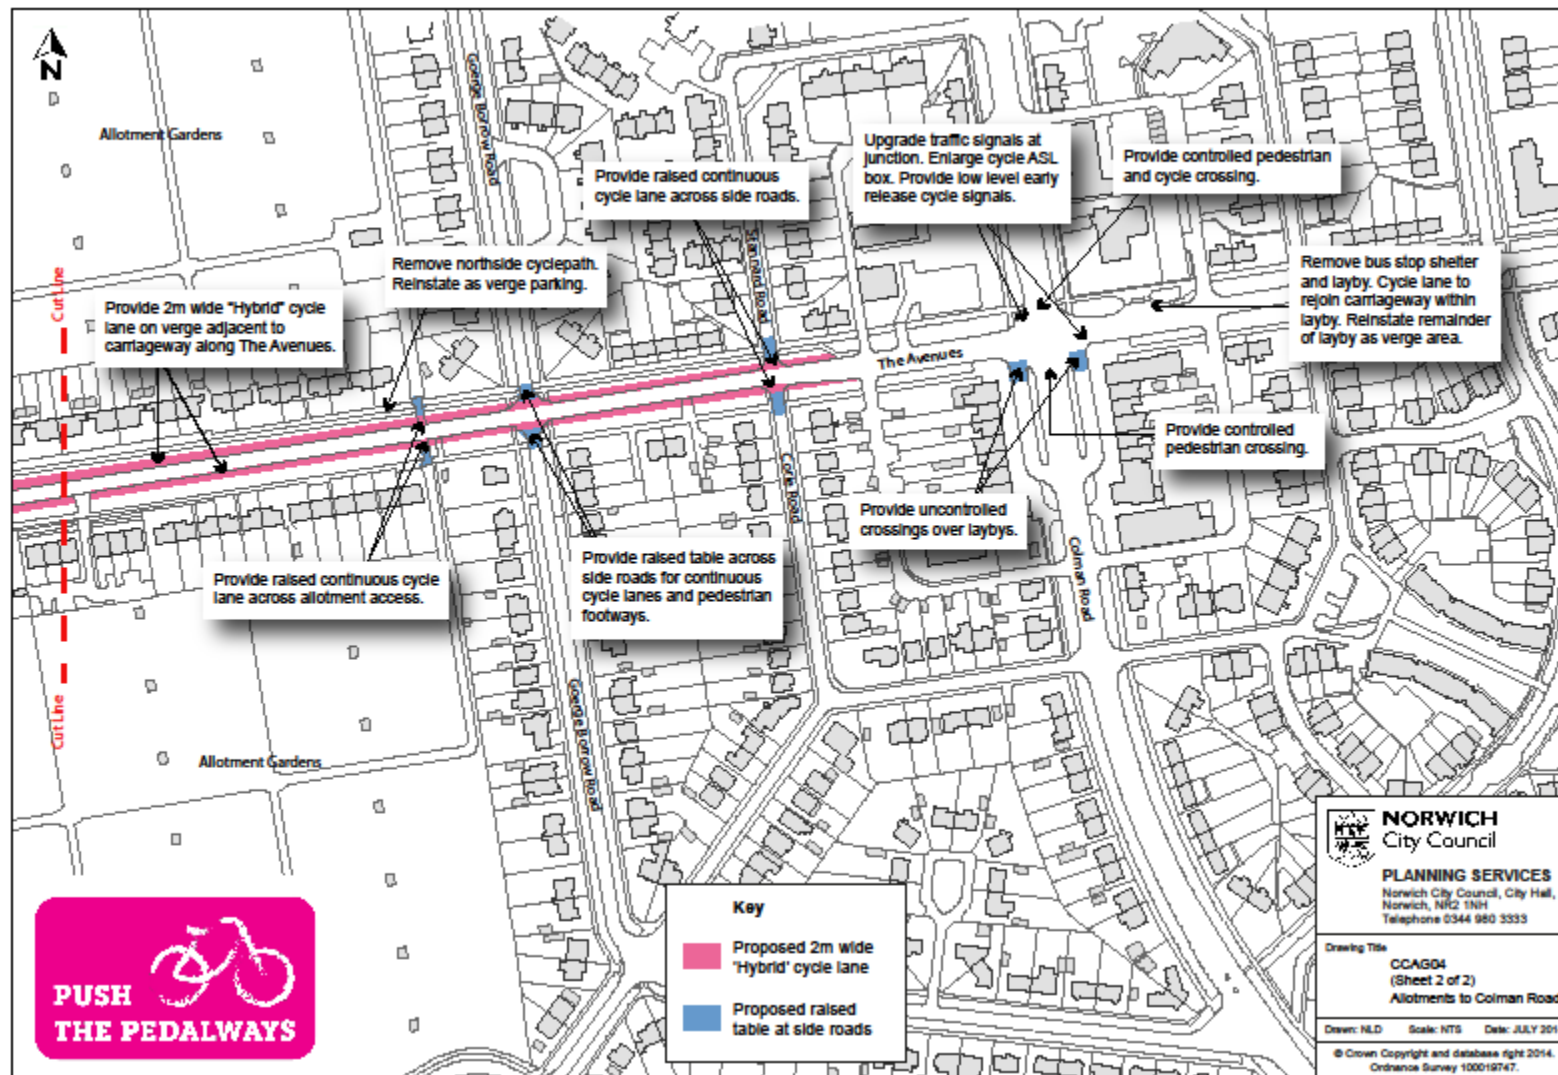 N
Allotment Gardens
George Borrow Road
Provide raised continuous
cycle lane across side roads.
Upgrade traffic signals at
junction. Enlarge cycle ASL
box. Provide low level early
release cycle signals.
Provide controlled pedestrian
and cycle crossing.
Stannard Road
Remove northside cyclepath.
Reinstate as verge parking.
Remove bus stop shelter
and layby. Cycle lane to
rejoin carriageway within
layby. Reinstate remainder
of layby as verge area.
Cut Line
Provide 2m wide "Hybrid" cycle
lane on verge adjacent to
carriageway along The Avenues.
The Avenues
Provide controlled
pedestrian crossing.
Corie Road
Provide uncontrolled
crossings over laybys.
Colman Road
Provide raised continuous cycle
lane across allotment access.
Provide raised table across
side roads for continuous
cycle lanes and pedestrian
footways.
George Borrow Road
Cut Line
Allotment Gardens
PUSH
THE PEDALWAYS
Key
Proposed 2m wide
'Hybrid' cycle lane
Proposed raised
table at side roads
NORWICH
City Council
PLANNING SERVICES
Norwich City Council, City Hall,
Norwich, NR2 1NH
Telephone 0344 980 3333
Drawing Title
CCAG04
(Sheet 2 of 2)
Allotments to Colman Road
Drawn: NLD Scale: NTS Date: JULY 201
© Crown Copyright and database right 2014.
Ordnance Survey 100019747.